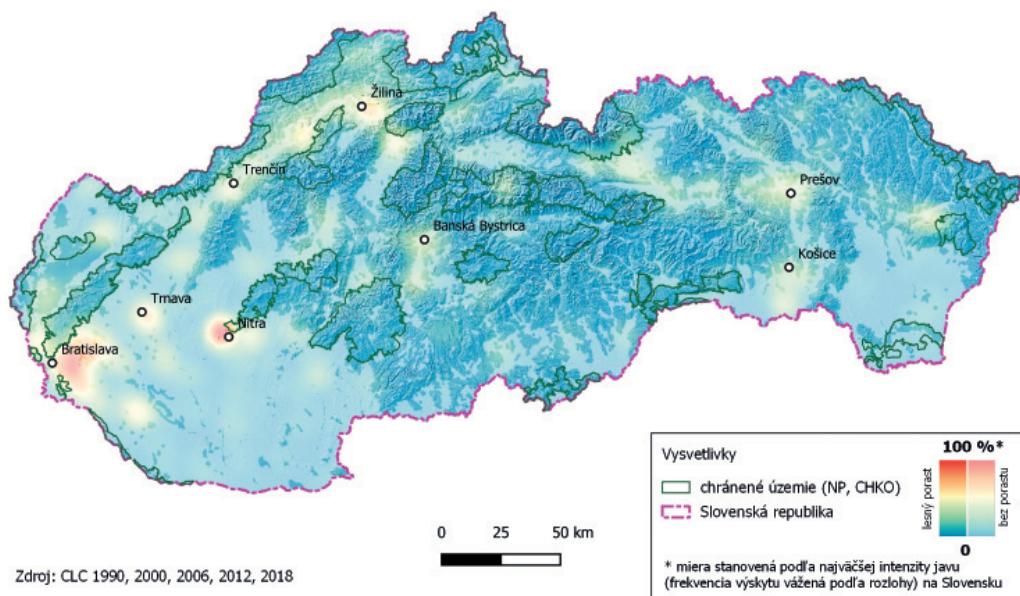 Žilina
Trenčín
Prešov
Banská Bystrica
Košice
Trnava
Nitra
Bratislava
Vysvetlivky
chránené územie (NP, CHKO)
Slovenská republika
100 %*
lesný porast
bez porastu
0
* miera stanovená podľa najväčšej intenzity javu
(frekvencia výskytu vážená podľa rozlohy) na Slovensku
0 25 50 km
Zdroj: CLC 1990, 2000, 2006, 2012, 2018